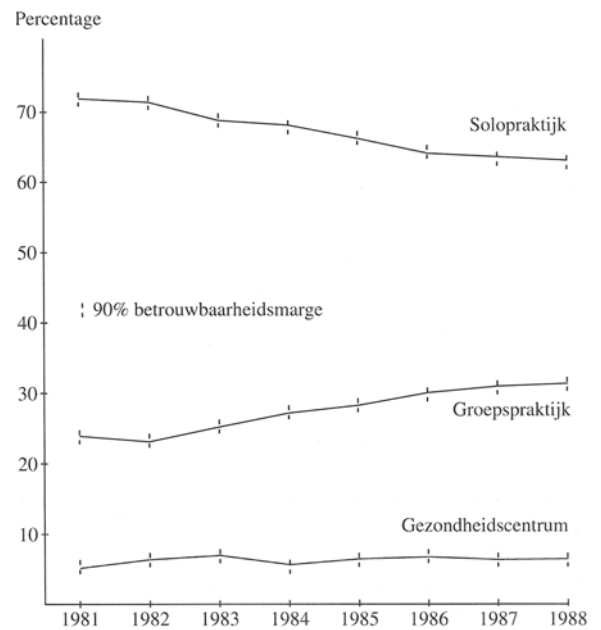 Percentage
70
Solopraktijk
60
50
90% betrouwbaarheidsmarge
40
30
Groepspraktijk
20
Gezondheidscentrum
10
1981 1982 1983 1984 1985 1986 1987 1988